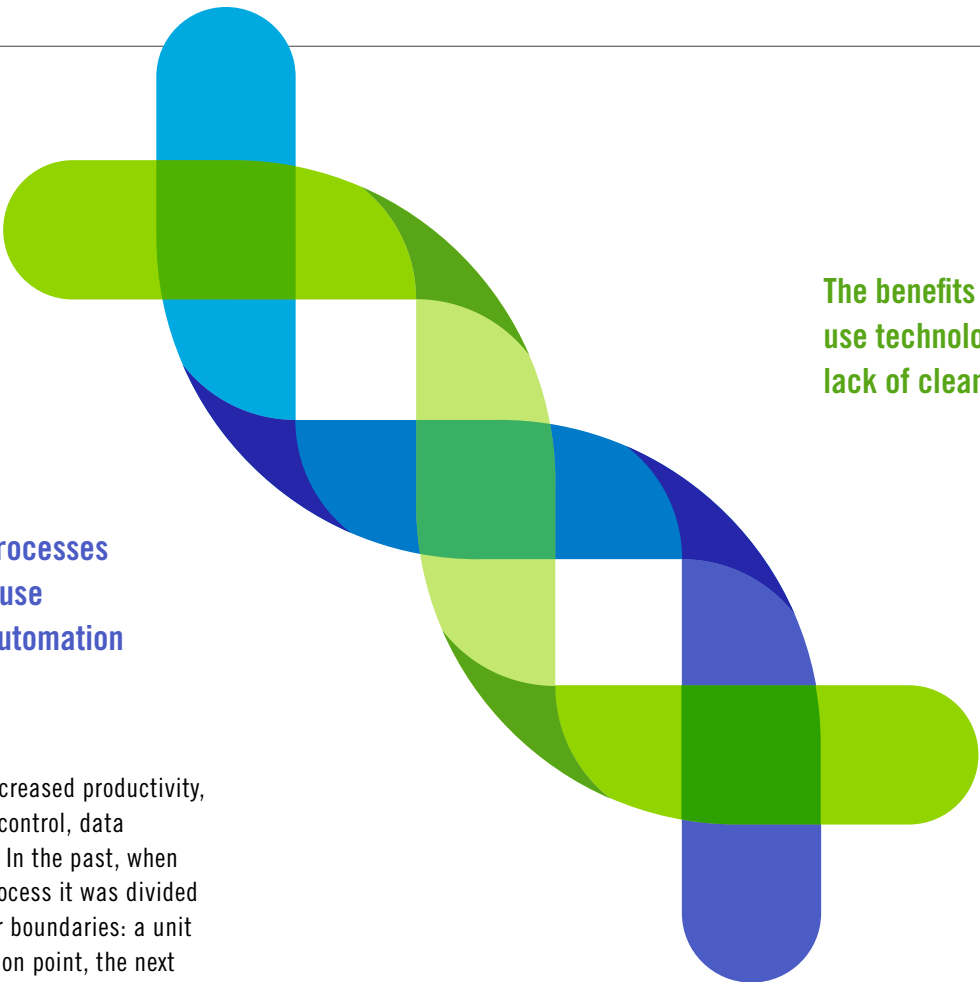 The benefits
use technolo
lack of clear
rocesses
use
utomation
creased productivity,
control, data
In the past, when
ocess it was divided
r boundaries: a unit
on point, the next